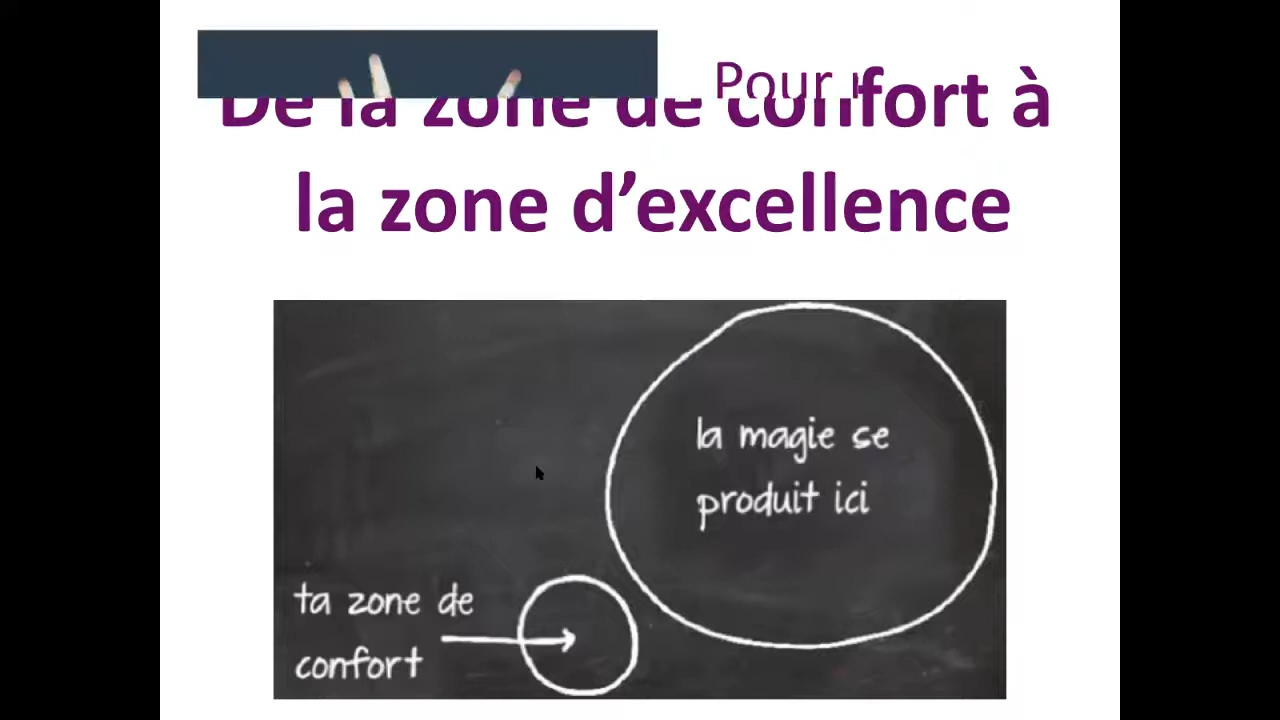 Pour
De la zone de confort à
la zone d’excellence
la magie se
produit ici
ta zone de
confort